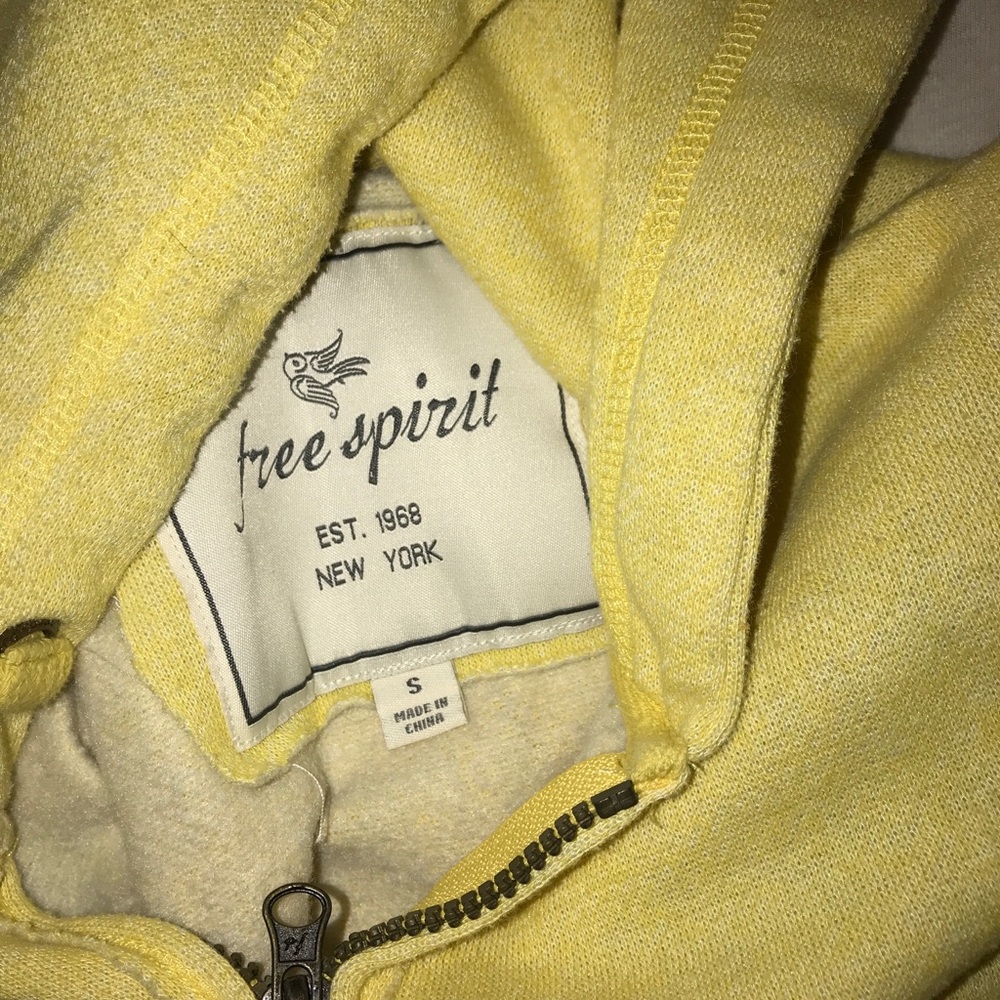 free spirit
EST. 1968
NEW YORK
S
MADE IN
CHINA